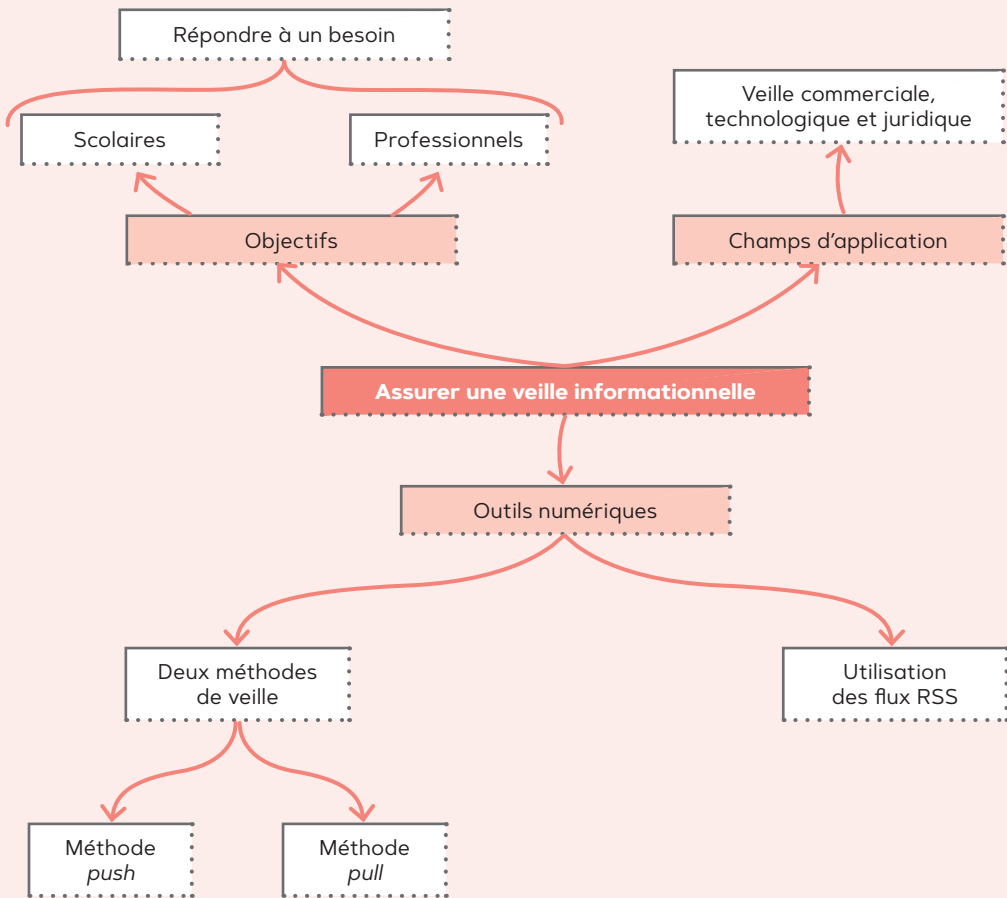 Répondre à un besoin
Scolaires
Professionnels
Objectifs
Veille commerciale,
technologique et juridique
Champs d'application
Assurer une veille informationnelle
Outils numériques
Deux méthodes
de veille
Utilisation
des flux RSS
Méthode
push
Méthode
pull